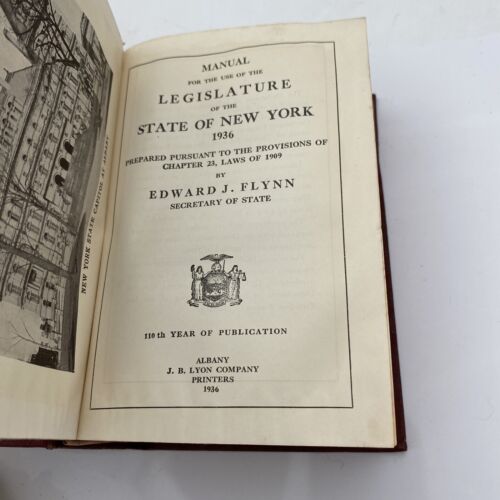 NEW YORK STATE CAPITOL AT ALBANY
MANUAL
FOR THE USE OF THE
LEGISLATURE
OF THE
STATE OF NEW YORK
1936
PREPARED PURSUANT TO THE PROVISIONS OF
CHAPTER 23, LAWS OF 1909
BY
EDWARD J. FLYNN
SECRETARY OF STATE
110th YEAR OF PUBLICATION
ALBANY
J. B. LYON COMPANY
PRINTERS
1936